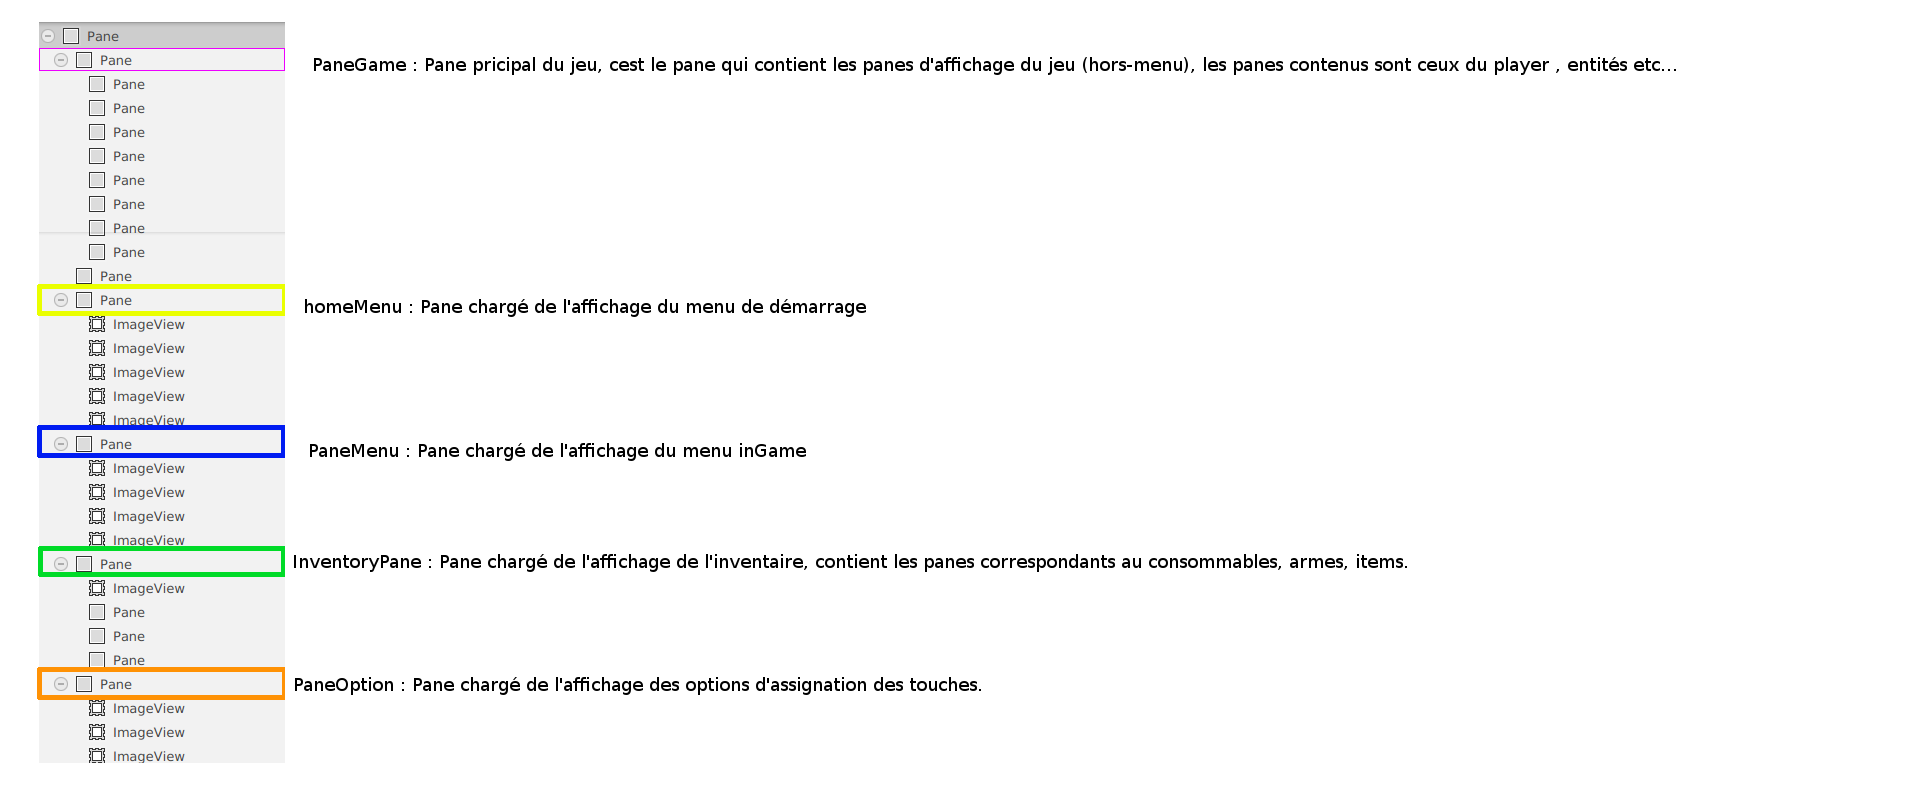 Pane
Pane
PaneGame : Pane pricipal du jeu, cest le pane qui contient les panes d'affichage du jeu (hors-menu), les panes contenus sont ceux du player , entités etc...
Pane
Pane
Pane
Pane
Pane
Pane
Pane
Pane
Pane
Pane
homeMenu : Pane chargé de l'affichage du menu de démarrage
ImageView
ImageView
ImageView
ImageView
ImageView
Pane
PaneMenu : Pane chargé de l'affichage du menu inGame
ImageView
ImageView
ImageView
ImageView
Pane
InventoryPane : Pane chargé de l'affichage de l'inventaire, contient les panes correspondants au consommables, armes, items.
ImageView
Pane
Pane
Pane
Pane
PaneOption : Pane chargé de l'affichage des options d'assignation des touches.
ImageView
ImageView
ImageView